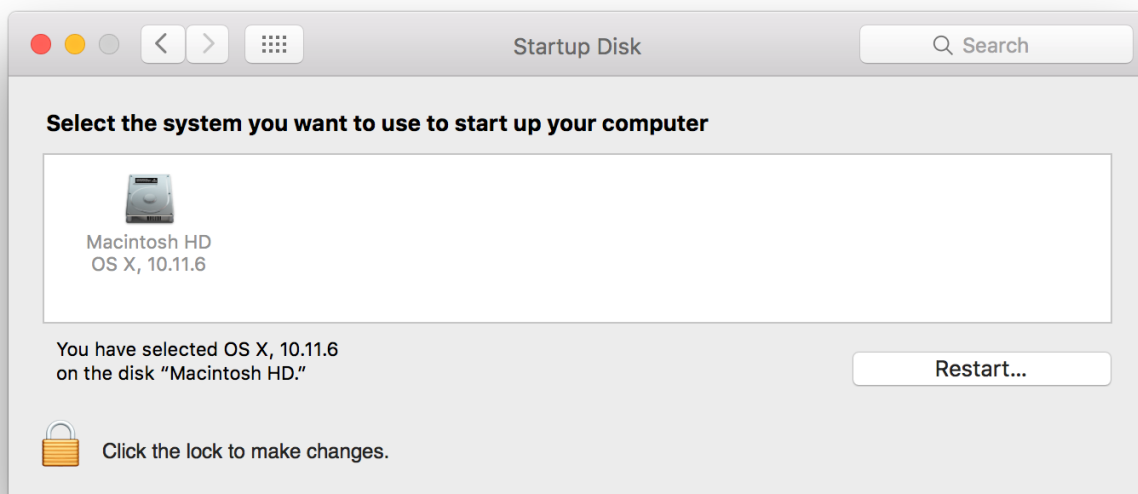 Startup Disk
Search
Select the system you want to use to start up your computer
Macintosh HD
OS X, 10.11.6
You have selected OS X, 10.11.6
on the disk “Macintosh HD.”
Restart...
Click the lock to make changes.